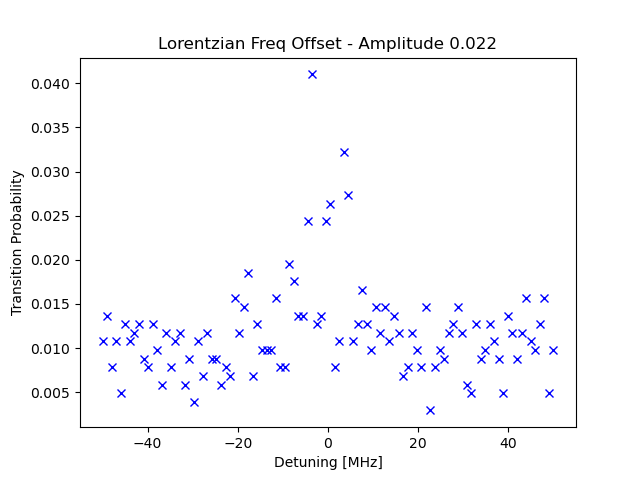 Lorentzian Freq Offset - Amplitude 0.022
Transition Probability
0.040
0.035
0.030
0.025
0.020
0.015
0.010
0.005
−40 −20 0 20 40
Detuning [MHz]